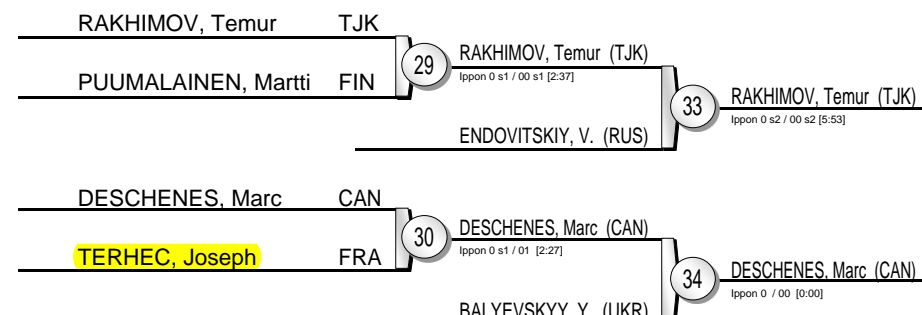 RAKHIMOV, Temur TJK
PUUMALAINEN, Martti FIN
29
RAKHIMOV, Temur (TJK)
Ippon 0 s1 / 00 s1 [2:37]
ENDOVITSKIY, V. (RUS)
33
RAKHIMOV, Temur (TJK)
Ippon 0 s2 / 00 s2 [5:53]
DESCHENES, Marc CAN
TERHEC, Joseph FRA
30
DESCHENES, Marc (CAN)
Ippon 0 s1 / 01 [2:27]
BALYEVSKYY, Y. (UKR)
34
DESCHENES, Marc (CAN)
Ippon 0 / 00 [0:00]